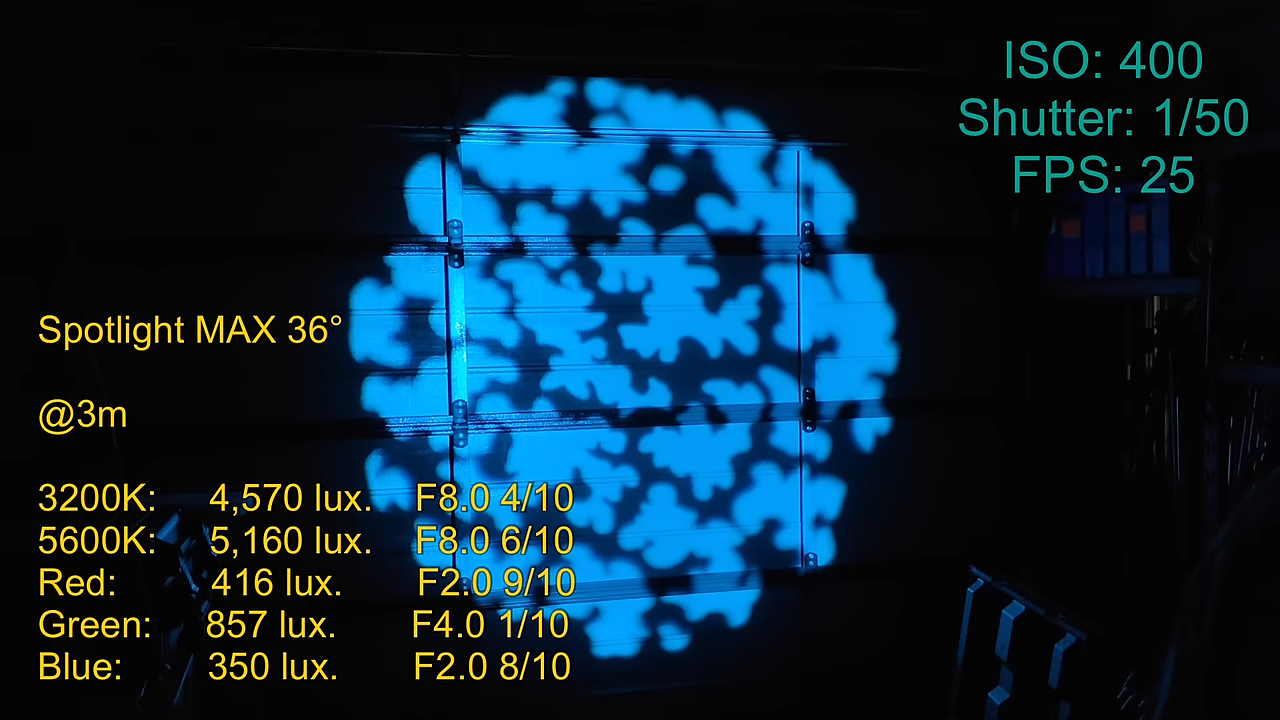 ISO: 400
Shutter: 1/50
FPS: 25
Spotlight MAX 36°
@3m
3200K: 4,570 lux. F8.0 4/10
5600K: 5,160 lux. F8.0 6/10
Red: 416 lux. F2.0 9/10
Green: 857 lux. F4.0 1/10
Blue: 350 lux. F2.0 8/10